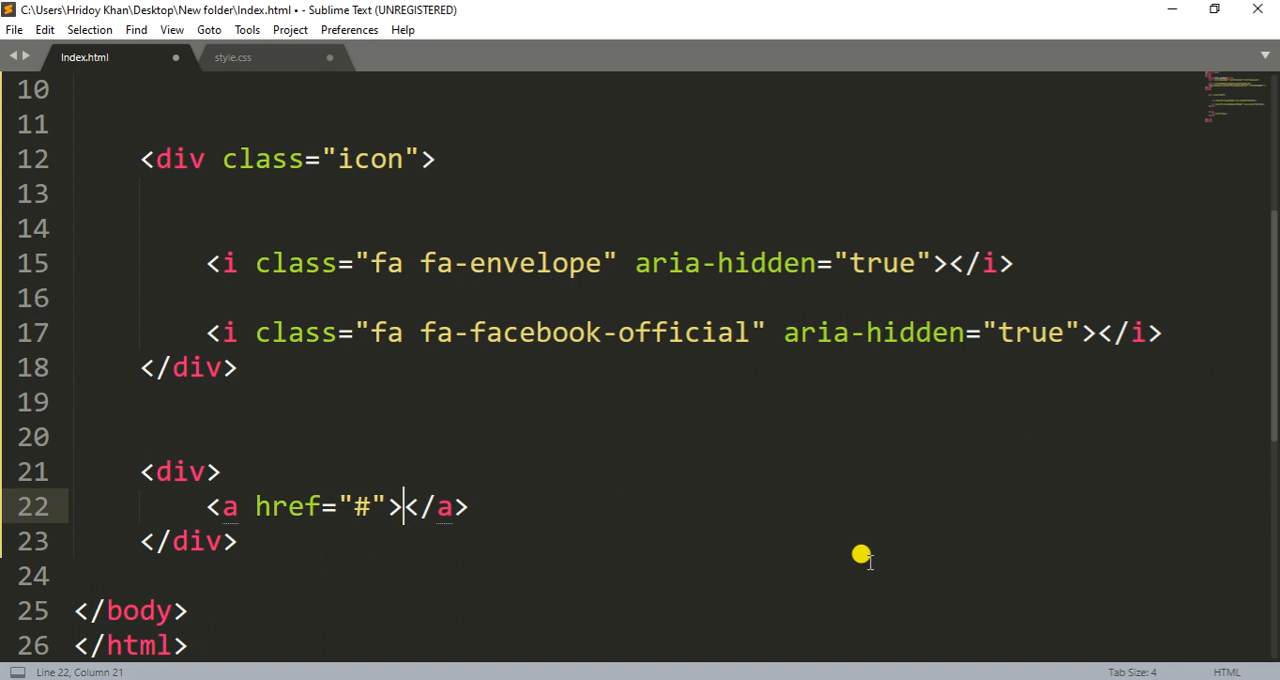 C:\Users\Hridoy Khan\Desktop\New folder\Index.html • - Sublime Text (UNREGISTERED)
File Edit Selection Find View Goto Tools Project Preferences Help
Index.html style.css
10
11
12 <div class="icon">
13
14
15 <i class="fa fa-envelope" aria-hidden="true"></i>
16
17 <i class="fa fa-facebook-official" aria-hidden="true"></i>
18 </div>
19
20
21 <div>
22 <a href="#"></a>
23 </div>
24
25 </body>
26 </html>
Line 22, Column 21 Tab Size: 4 HTML